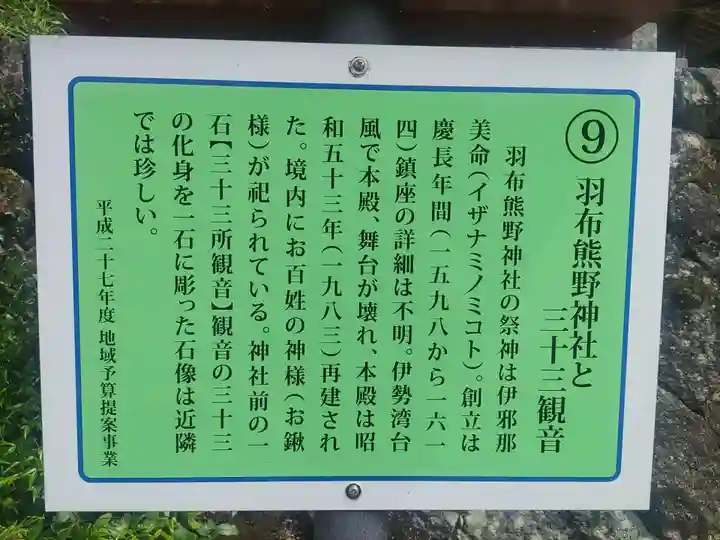 ⑨ 羽布熊野神社と
三十三観音
羽布熊野神社の祭神は伊邪那
美命（イザナミノミコト）。創立は
慶長年間（一五九八から一六一
四）鎮座の詳細は不明。伊勢湾台
風で本殿、舞台が壊れ、本殿は昭
和五十三年（一九八三）再建され
た。境内にお百姓の神様（お鍬
様）が祀られている。神社前の一
石【三十三所観音】観音の三十三
の化身を一石に彫った石像は近隣
では珍しい。
平成二十七年度 地域予算提案事業